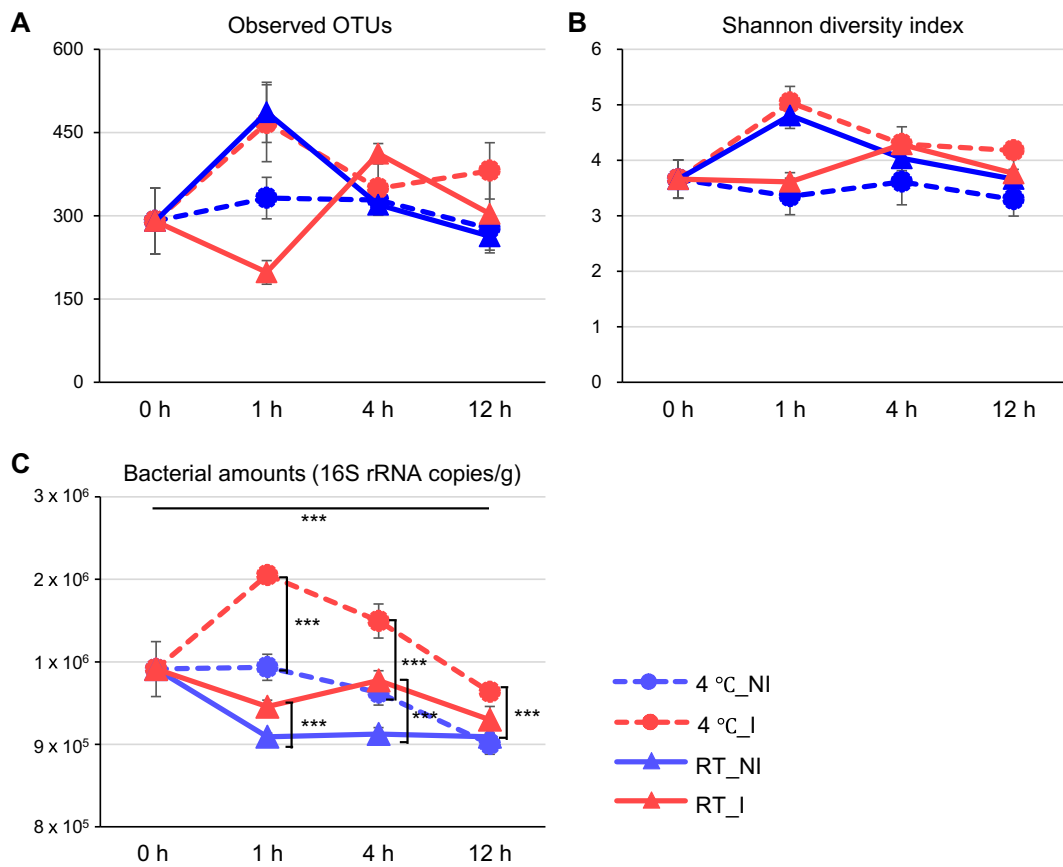 A
Observed OTUs
600
450
300
150
0
0 h 1 h 4 h 12 h
B
Shannon diversity index
6
5
4
3
2
1
0
0 h 1 h 4 h 12 h
C
Bacterial amounts (16S rRNA copies/g)
3 x 10⁶
2 x 10⁶
1 x 10⁶
9 x 10⁵
8 x 10⁵
***
***
***
***
***
***
0 h 1 h 4 h 12 h
4 ℃_NI
4 ℃_I
RT_NI
RT_I